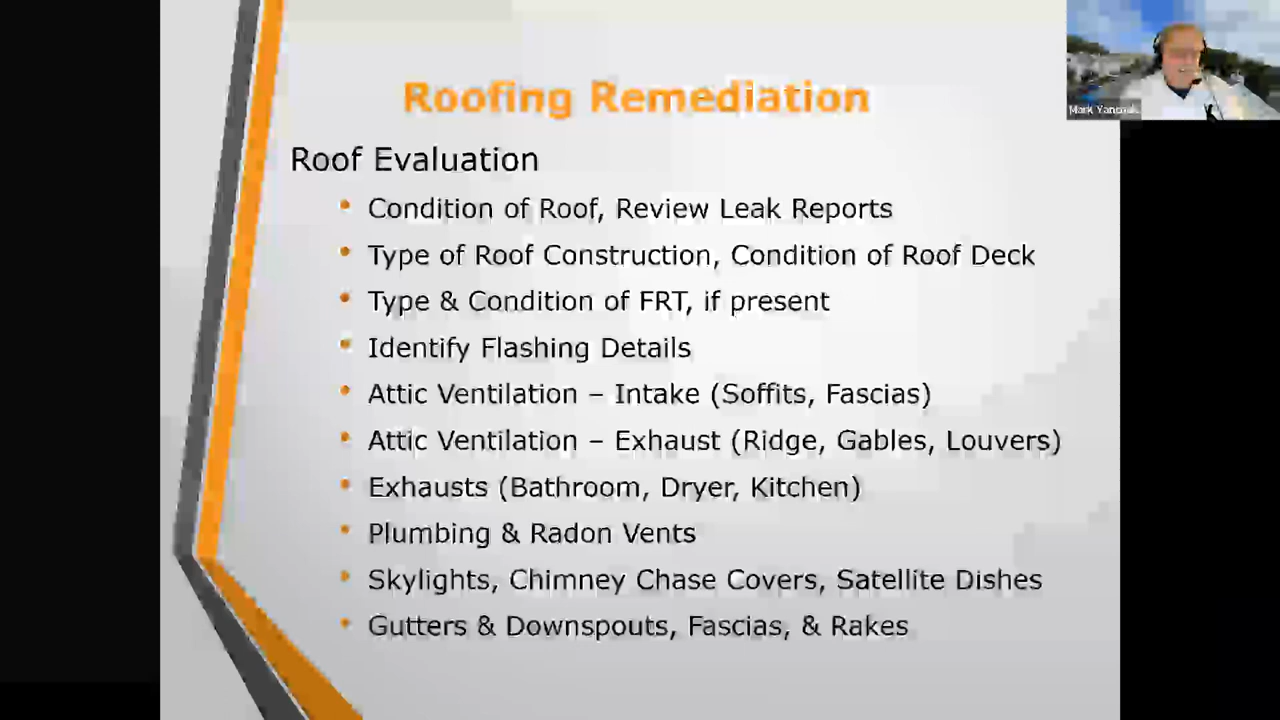 Roofing Remediation
Roof Evaluation
• Condition of Roof, Review Leak Reports
• Type of Roof Construction, Condition of Roof Deck
• Type & Condition of FRT, if present
• Identify Flashing Details
• Attic Ventilation – Intake (Soffits, Fascias)
• Attic Ventilation – Exhaust (Ridge, Gables, Louvers)
• Exhausts (Bathroom, Dryer, Kitchen)
• Plumbing & Radon Vents
• Skylights, Chimney Chase Covers, Satellite Dishes
• Gutters & Downspouts, Fascias, & Rakes
Mark